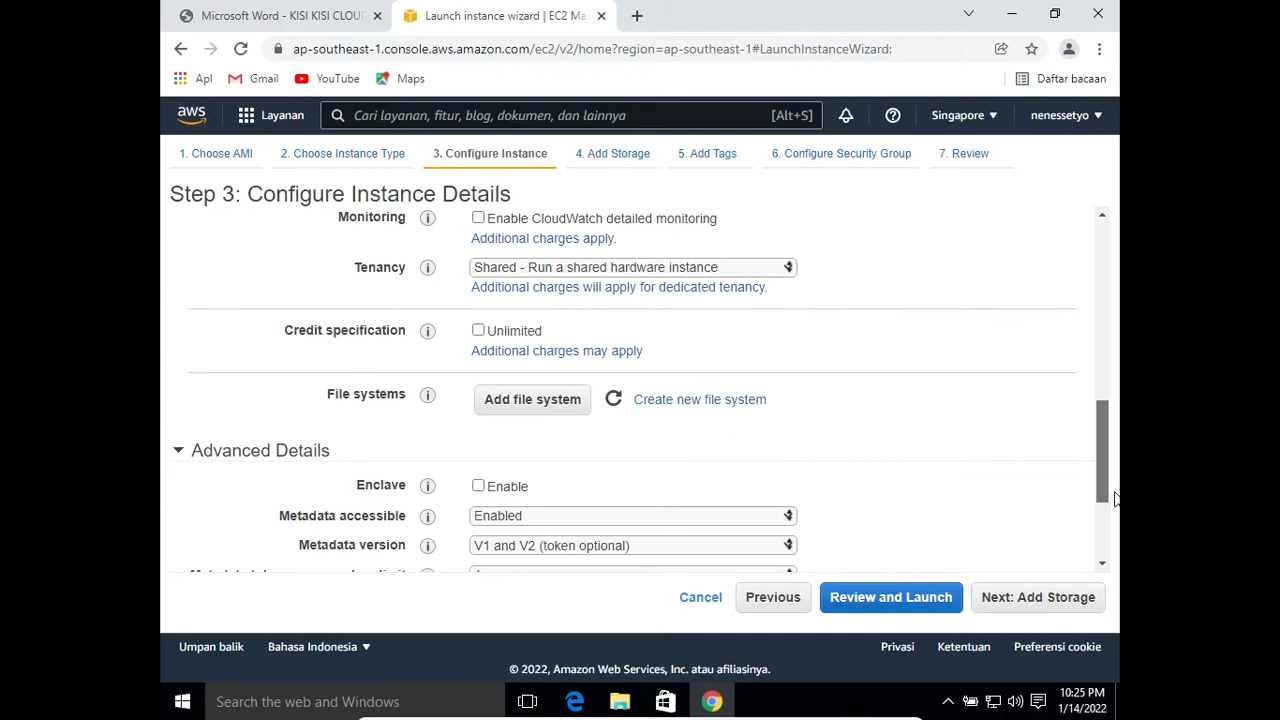 Microsoft Word - KISI KISI CLOUD
Launch instance wizard | EC2 Ma
ap-southeast-1.console.aws.amazon.com/ec2/v2/home?region=ap-southeast-1#LaunchInstanceWizard:
Apl Gmail YouTube Maps Daftar bacaan
aws Layanan Cari layanan, fitur, blog, dokumen, dan lainnya [Alt+S] Singapore nenessetyo
1. Choose AMI 2. Choose Instance Type 3. Configure Instance 4. Add Storage 5. Add Tags 6. Configure Security Group 7. Review
Step 3: Configure Instance Details
Monitoring Enable CloudWatch detailed monitoring
Additional charges apply.
Tenancy Shared - Run a shared hardware instance
Additional charges will apply for dedicated tenancy.
Credit specification Unlimited
Additional charges may apply
File systems Add file system Create new file system
Advanced Details
Enclave Enable
Metadata accessible Enabled
Metadata version V1 and V2 (token optional)
Cancel Previous Review and Launch Next: Add Storage
Umpan balik Bahasa Indonesia Privasi Ketentuan Preferensi cookie
© 2022, Amazon Web Services, Inc. atau afiliasinya.
Search the web and Windows
10:25 PM
1/14/2022